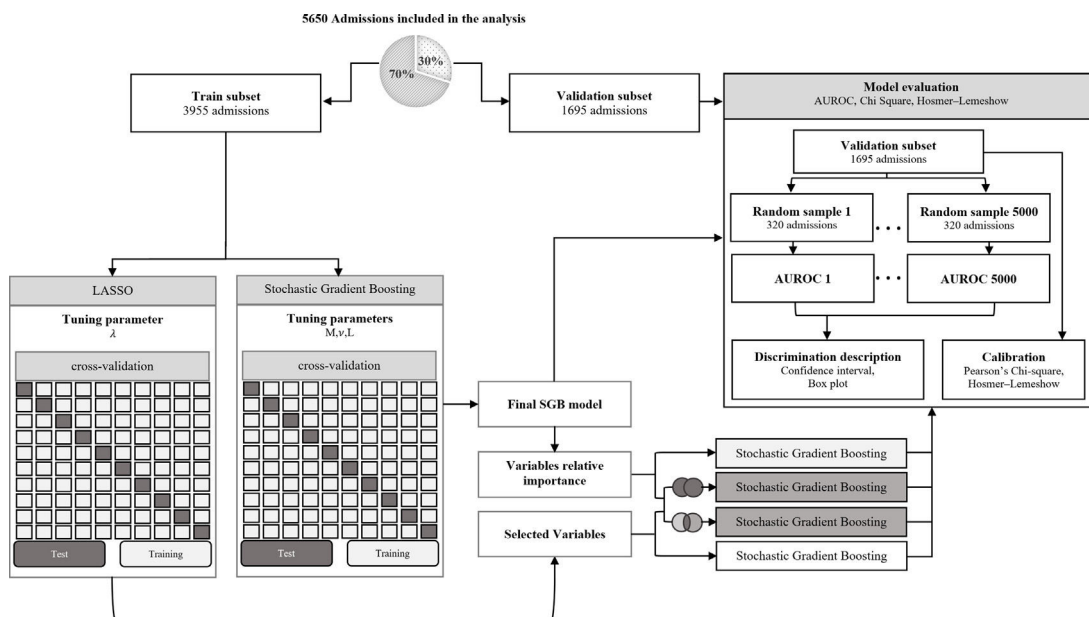 5650 Admissions included in the analysis
70%
30%
Train subset
3955 admissions
Validation subset
1695 admissions
Model evaluation
AUROC, Chi Square, Hosmer–Lemeshow
Validation subset
1695 admissions
Random sample 1
320 admissions
• • •
Random sample 5000
320 admissions
AUROC 1
• • •
AUROC 5000
Discrimination description
Confidence interval,
Box plot
Calibration
Pearson's Chi-square,
Hosmer–Lemeshow
LASSO
Tuning parameter
λ
cross-validation
Test
Training
Stochastic Gradient Boosting
Tuning parameters
M,ν,L
cross-validation
Test
Training
Final SGB model
Variables relative
importance
Selected Variables
Stochastic Gradient Boosting
Stochastic Gradient Boosting
Stochastic Gradient Boosting
Stochastic Gradient Boosting